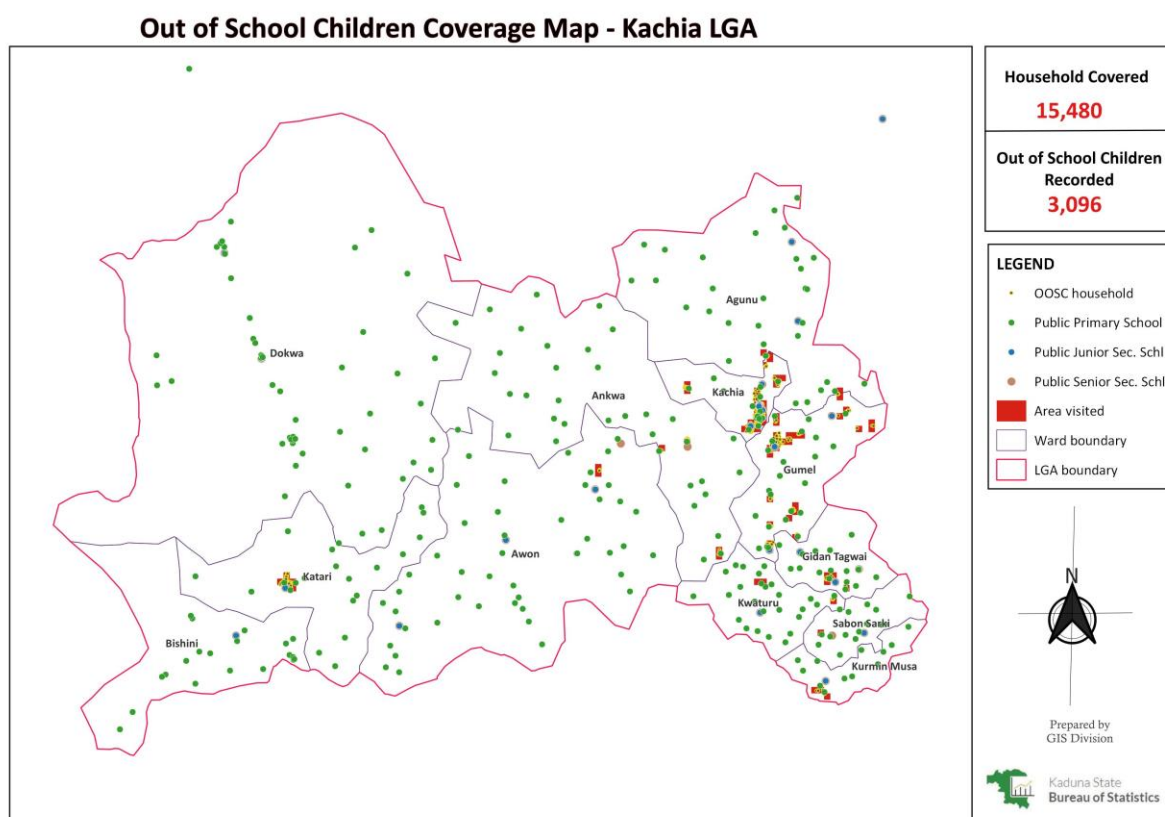 Out of School Children Coverage Map - Kachia LGA
Household Covered
15,480
Out of School Children
Recorded
3,096
LEGEND
OOSC household
Public Primary School
Public Junior Sec. Schl
Public Senior Sec. Schl
Area visited
Ward boundary
LGA boundary
Agunu
Dokwa
Kachia
Ankwa
Gumel
Awon
Gidan Tagwai
Katari
Kwaturu
Sabon Sarki
Bishini
Kurmin Musa
N
Prepared by
GIS Division
Kaduna State
Bureau of Statistics